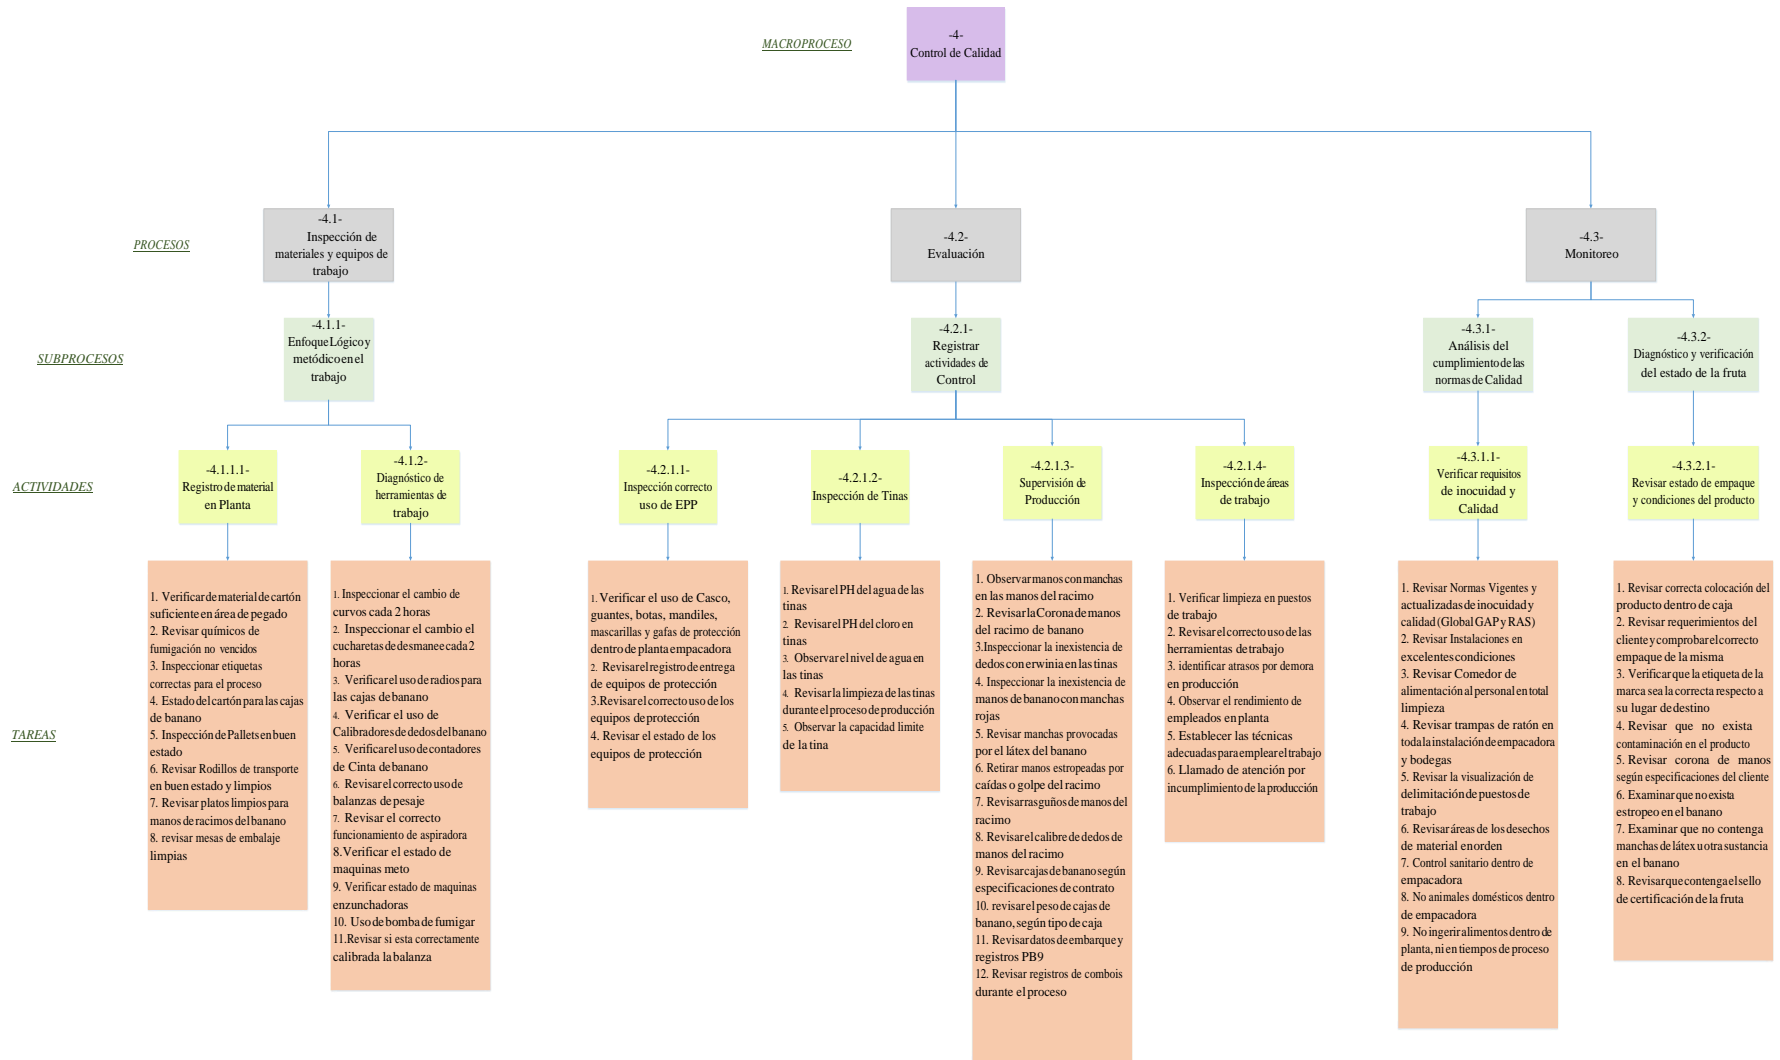 MACROPROCESO
-4-
Control de Calidad
PROCESOS
-4.1-
Inspección de
materiales y equipos de
trabajo
-4.2-
Evaluación
-4.3-
Monitoreo
SUBPROCESOS
-4.1.1-
Enfoque Lógico y
metódico en el
trabajo
-4.2.1-
Registrar
actividades de
Control
-4.3.1-
Análisis del
cumplimiento de las
normas de Calidad
-4.3.2-
Diagnóstico y verificación
del estado de la fruta
ACTIVIDADES
-4.1.1.1-
Registro de material
en Planta
-4.1.2-
Diagnóstico de
herramientas de
trabajo
-4.2.1.1-
Inspección correcto
uso de EPP
-4.2.1.2-
Inspección de Tinas
-4.2.1.3-
Supervisión de
Producción
-4.2.1.4-
Inspección de áreas
de trabajo
-4.3.1.1-
Verificar requisitos
de inocuidad y
Calidad
-4.3.2.1-
Revisar estado de empaque
y condiciones del producto
TAREAS
1. Verificar de material de cartón
suficiente en área de pegado
2. Revisar químicos de
fumigación no vencidos
3. Inspeccionar etiquetas
correctas para el proceso
4. Estado del cartón para las cajas
de banano
5. Inspección de Pallets en buen
estado
6. Revisar Rodillos de transporte
en buen estado y limpios
7. Revisar platos limpios para
manos de racimos del banano
8. revisar mesas de embalaje
limpias
1. Inspeccionar el cambio de
curvos cada 2 horas
2. Inspeccionar el cambio el
cucharetas de desmanee cada 2
horas
3. Verificar el uso de radios para
las cajas de banano
4. Verificar el uso de
Calibradores de dedos del banano
5. Verificar el uso de contadores
de Cinta de banano
6. Revisar el correcto uso de
balanzas de pesaje
7. Revisar el correcto
funcionamiento de aspiradora
8.Verificar el estado de
maquinas meto
9. Verificar estado de maquinas
enzunchadoras
10. Uso de bomba de fumigar
11.Revisar si esta correctamente
calibrada la balanza
1. Verificar el uso de Casco,
guantes, botas, mandiles,
mascarillas y gafas de protección
dentro de planta empacadora
2. Revisar el registro de entrega
de equipos de protección
3.Revisar el correcto uso de los
equipos de protección
4. Revisar el estado de los
equipos de protección
1. Revisar el PH del agua de las
tinas
2. Revisar el PH del cloro en
tinas
3. Observar el nivel de agua en
las tinas
4. Revisar la limpieza de las tinas
durante el proceso de producción
5. Observar la capacidad limite
de la tina
1. Observar manos con manchas
en las manos del racimo
2. Revisar la Corona de manos
del racimo de banano
3.Inspeccionar la inexistencia de
dedos con erwinia en las tinas
4. Inspeccionar la inexistencia de
manos de banano con manchas
rojas
5. Revisar manchas provocadas
por el látex del banano
6. Retirar manos estropeadas por
caídas o golpe del racimo
7. Revisar rasguños de manos del
racimo
8. Revisar el calibre de dedos de
manos del racimo
9. Revisar cajas de banano según
especificaciones de contrato
10. revisar el peso de cajas de
banano, según tipo de caja
11. Revisar datos de embarque y
registros PB9
12. Revisar registros de combois
durante el proceso
1. Verificar limpieza en puestos
de trabajo
2. Revisar el correcto uso de las
herramientas de trabajo
3. identificar atrasos por demora
en producción
4. Observar el rendimiento de
empleados en planta
5. Establecer las técnicas
adecuadas para emplear el trabajo
6. Llamado de atención por
incumplimiento de la producción
1. Revisar Normas Vigentes y
actualizadas de inocuidad y
calidad (Global GAP y RAS)
2. Revisar Instalaciones en
excelentes condiciones
3. Revisar Comedor de
alimentación al personal en total
limpieza
4. Revisar trampas de ratón en
toda la instalación de empacadora
y bodegas
5. Revisar la visualización de
delimitación de puestos de
trabajo
6. Revisar áreas de los desechos
de material en orden
7. Control sanitario dentro de
empacadora
8. No animales domésticos dentro
de empacadora
9. No ingerir alimentos dentro de
planta, ni en tiempos de proceso
de producción
1. Revisar correcta colocación del
producto dentro de caja
2. Revisar requerimientos del
cliente y comprobar el correcto
empaque de la misma
3. Verificar que la etiqueta de la
marca sea la correcta respecto a
su lugar de destino
4. Revisar que no exista
contaminación en el producto
5. Revisar corona de manos
según especificaciones del cliente
6. Examinar que no exista
estropeo en el banano
7. Examinar que no contenga
manchas de látex u otra sustancia
en el banano
8. Revisar que contenga el sello
de certificación de la fruta